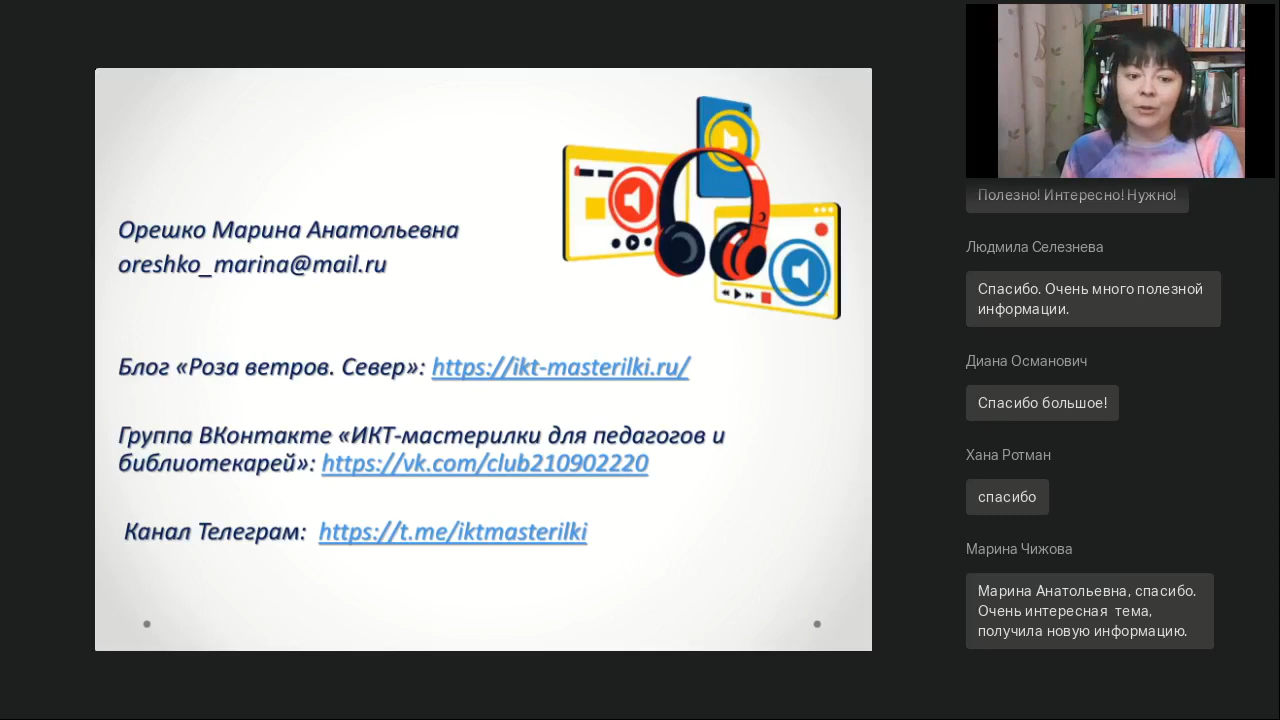 Орешко Марина Анатольевна
oreshko_marina@mail.ru
Блог «Роза ветров. Север»: https://ikt-masterilki.ru/
Группа ВКонтакте «ИКТ-мастерилки для педагогов и
библиотекарей»: https://vk.com/club210902220
Канал Телеграм: https://t.me/iktmasterilki
Полезно! Интересно! Нужно!
Людмила Селезнева
Спасибо. Очень много полезной
информации.
Диана Османович
Спасибо большое!
Хана Ротман
спасибо
Марина Чижова
Марина Анатольевна, спасибо.
Очень интересная тема,
получила новую информацию.